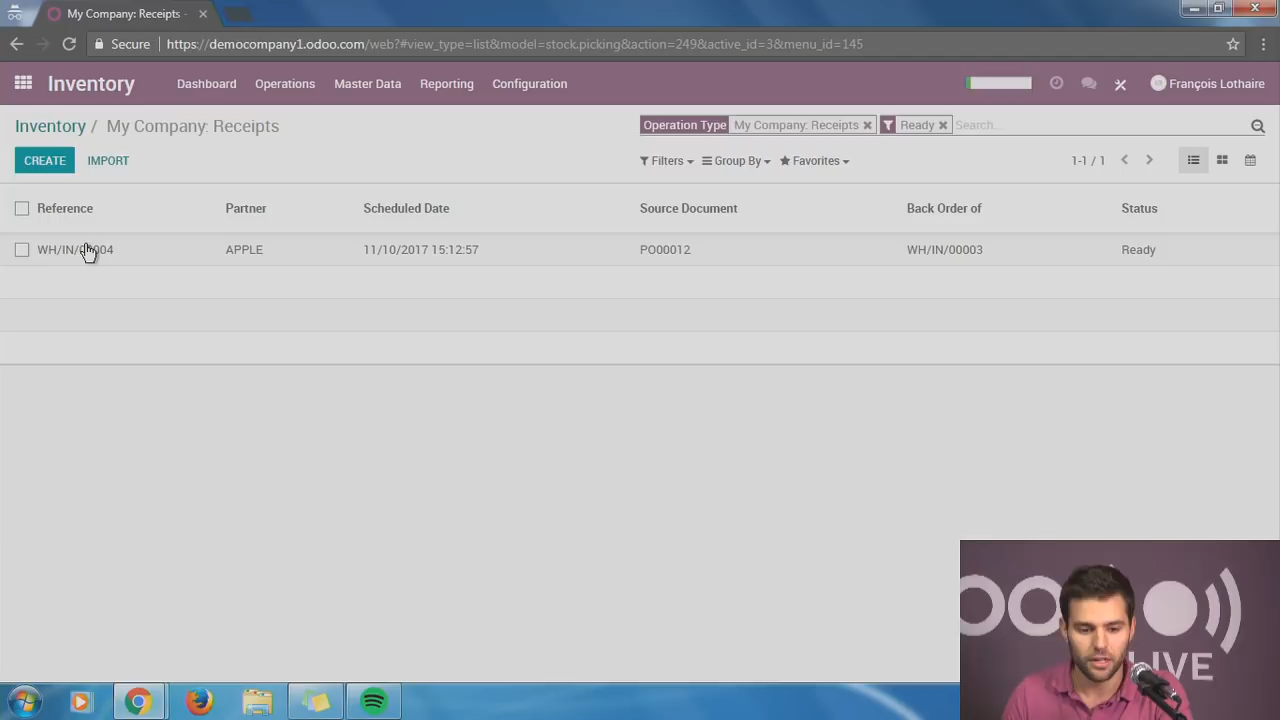 My Company: Receipts -
Secure
https://democompany1.odoo.com/web?#view_type=list&model=stock.picking&action=249&active_id=3&menu_id=145
Inventory Dashboard Operations Master Data Reporting Configuration François Lothaire
Inventory / My Company: Receipts
Operation Type My Company: Receipts Ready Search...
CREATE IMPORT
Filters Group By Favorites 1-1 / 1
Reference Partner Scheduled Date Source Document Back Order of Status
WH/IN/00004 APPLE 11/10/2017 15:12:57 PO00012 WH/IN/00003 Ready
LIVE